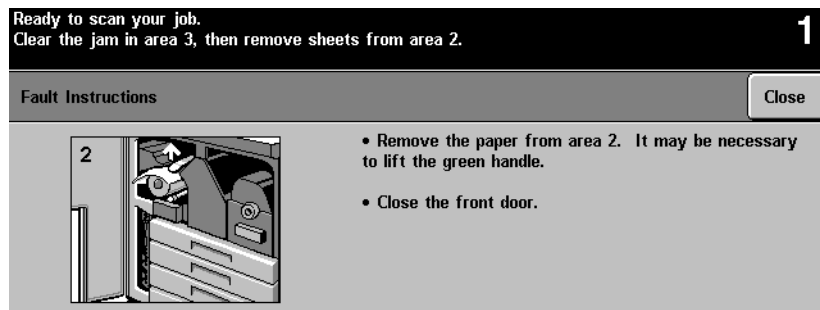 Ready to scan your job.
Clear the jam in area 3, then remove sheets from area 2.
1
Fault Instructions
Close
2
• Remove the paper from area 2. It may be necessary
to lift the green handle.
• Close the front door.